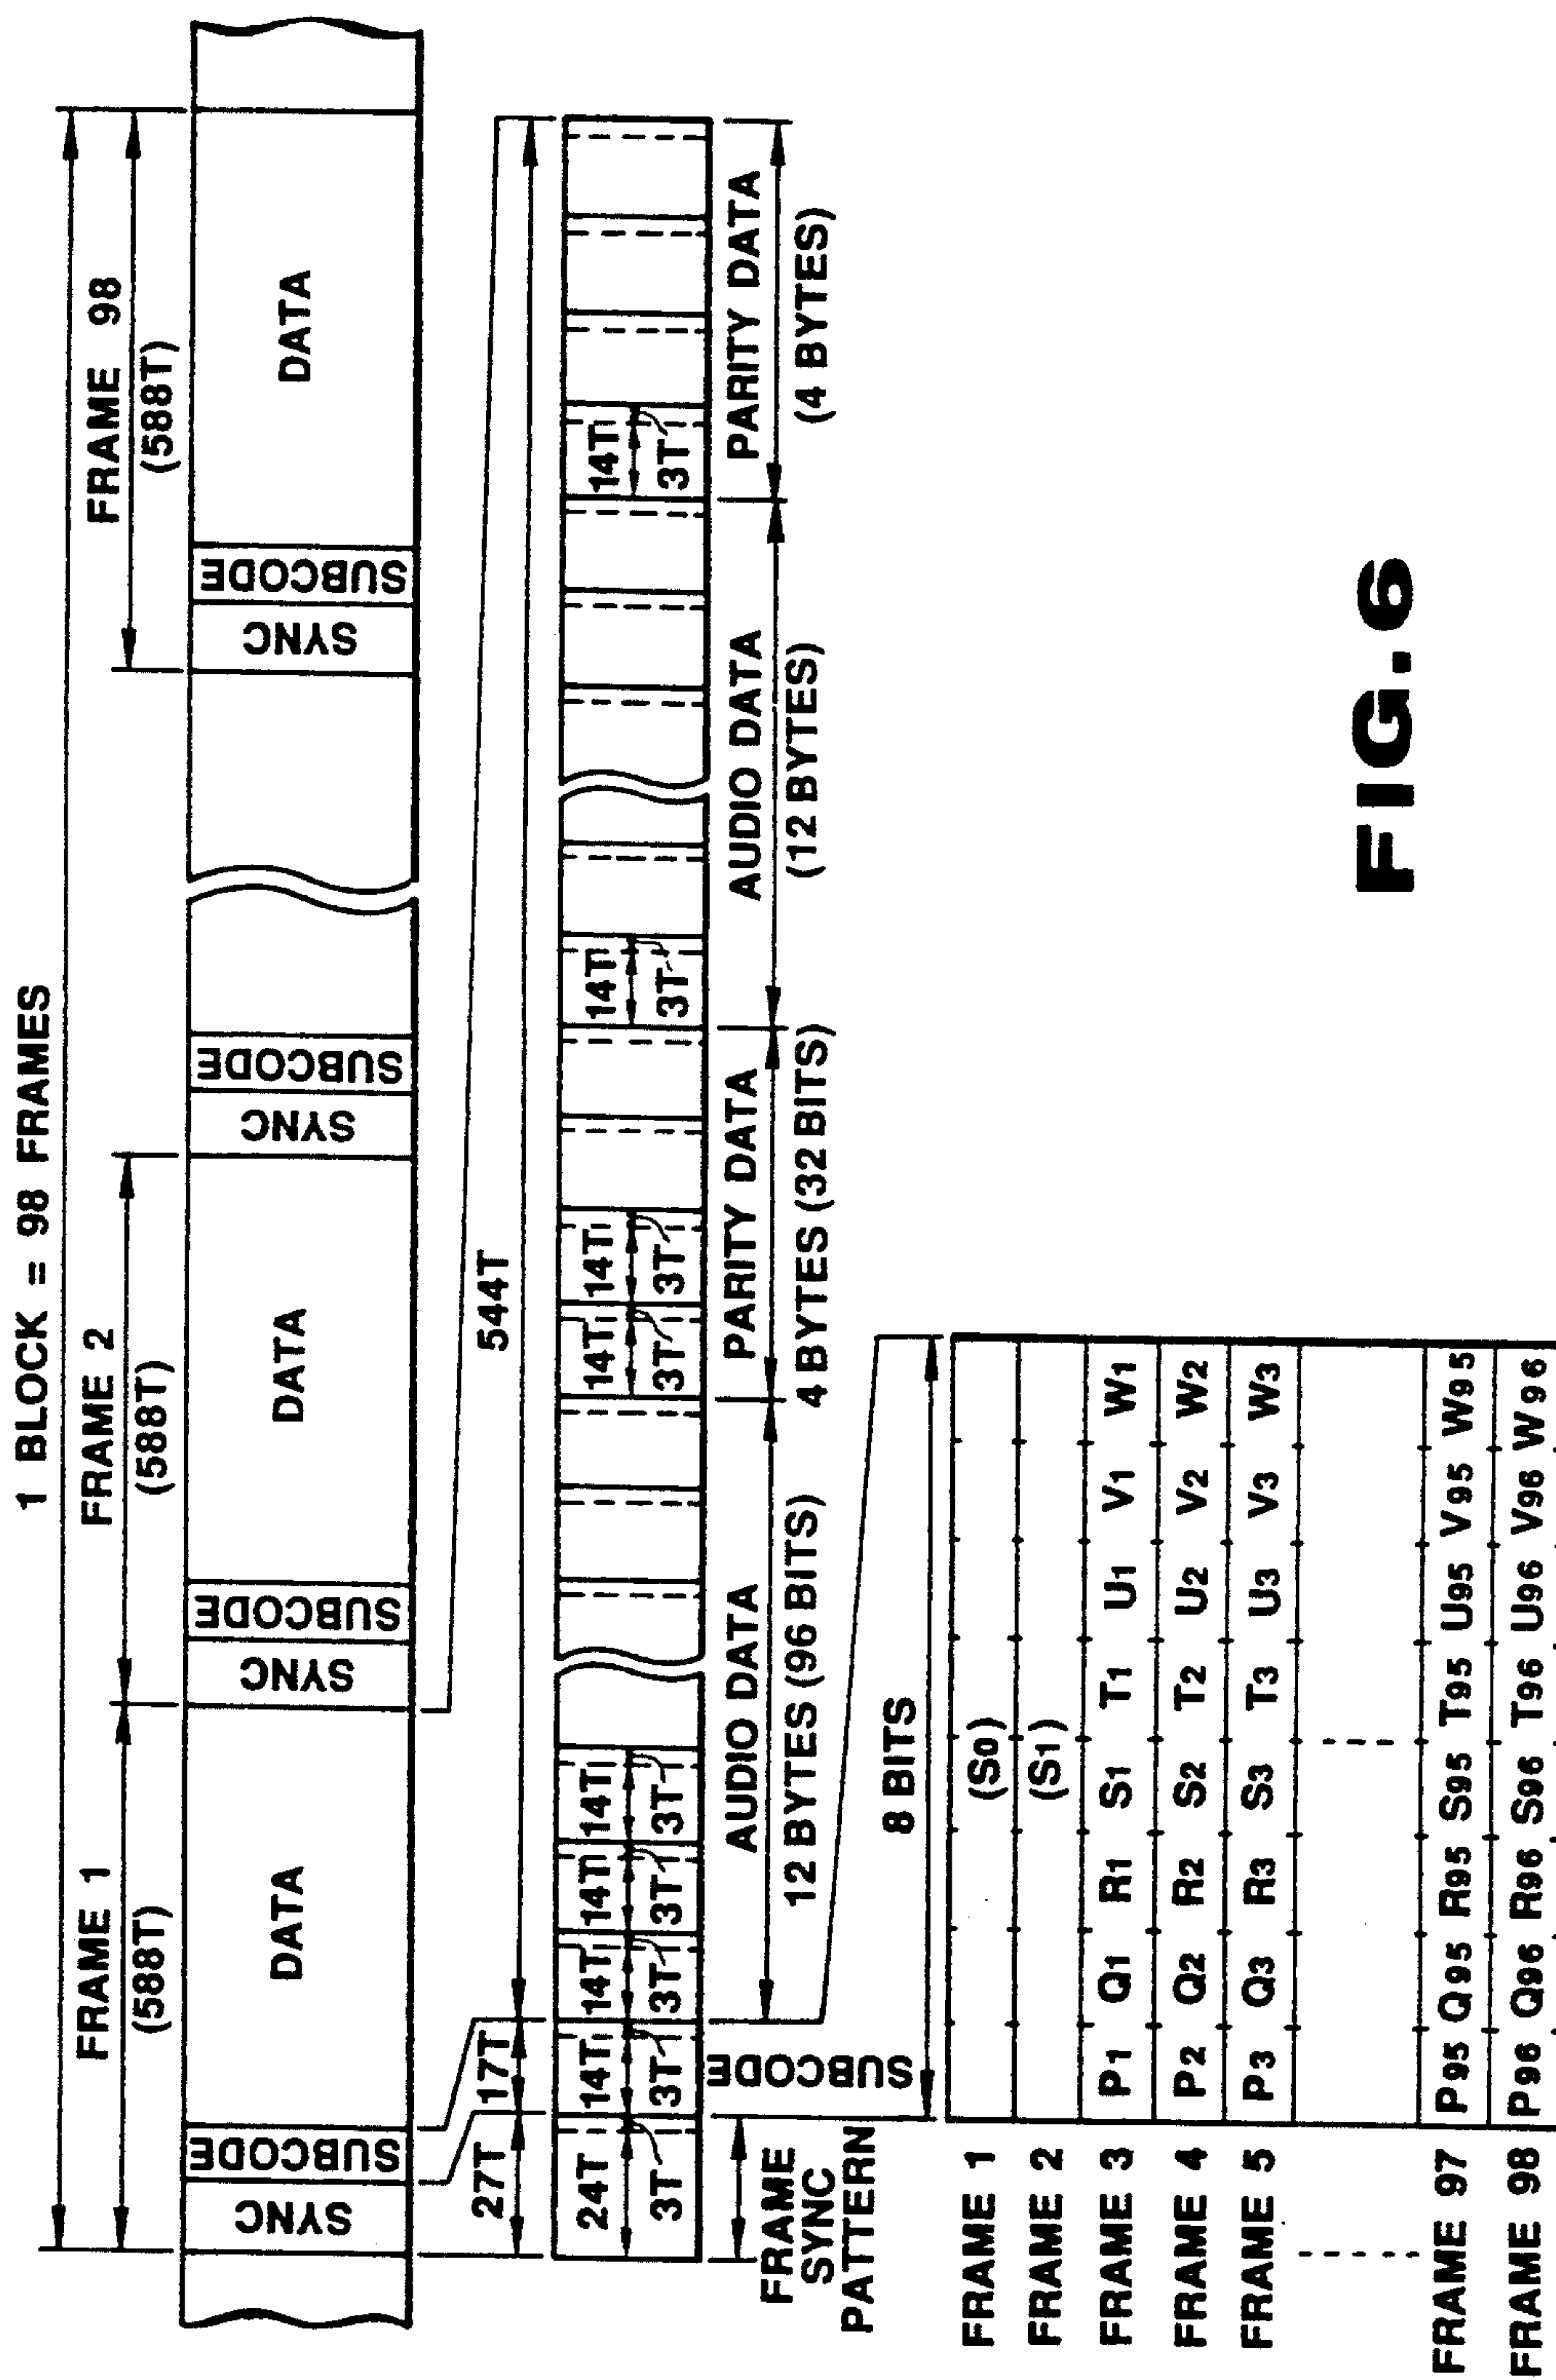 1 BLOCK = 98 FRAMES
FRAME 1
(588T)
FRAME 2
(588T)
FRAME 98
(588T)
SYNC
SUBCODE
DATA
SYNC
SUBCODE
DATA
SYNC
SUBCODE
SYNC
SUBCODE
DATA
27T
17T
544T
24T
3T
14T
3T
14T
3T
14T
3T
14T
3T
14T
3T
14T
3T
14T
3T
14T
3T
FRAME
SYNC
PATTERN
SUBCODE
AUDIO DATA
12 BYTES (96 BITS)
PARITY DATA
4 BYTES (32 BITS)
AUDIO DATA
(12 BYTES)
PARITY DATA
(4 BYTES)
8 BITS
FRAME 1 (S0)
FRAME 2 (S1)
FRAME 3 P1 Q1 R1 S1 T1 U1 V1 W1
FRAME 4 P2 Q2 R2 S2 T2 U2 V2 W2
FRAME 5 P3 Q3 R3 S3 T3 U3 V3 W3
FRAME 97 P95 Q95 R95 S95 T95 U95 V95 W95
FRAME 98 P96 Q96 R96 S96 T96 U96 V96 W96
FIG.6